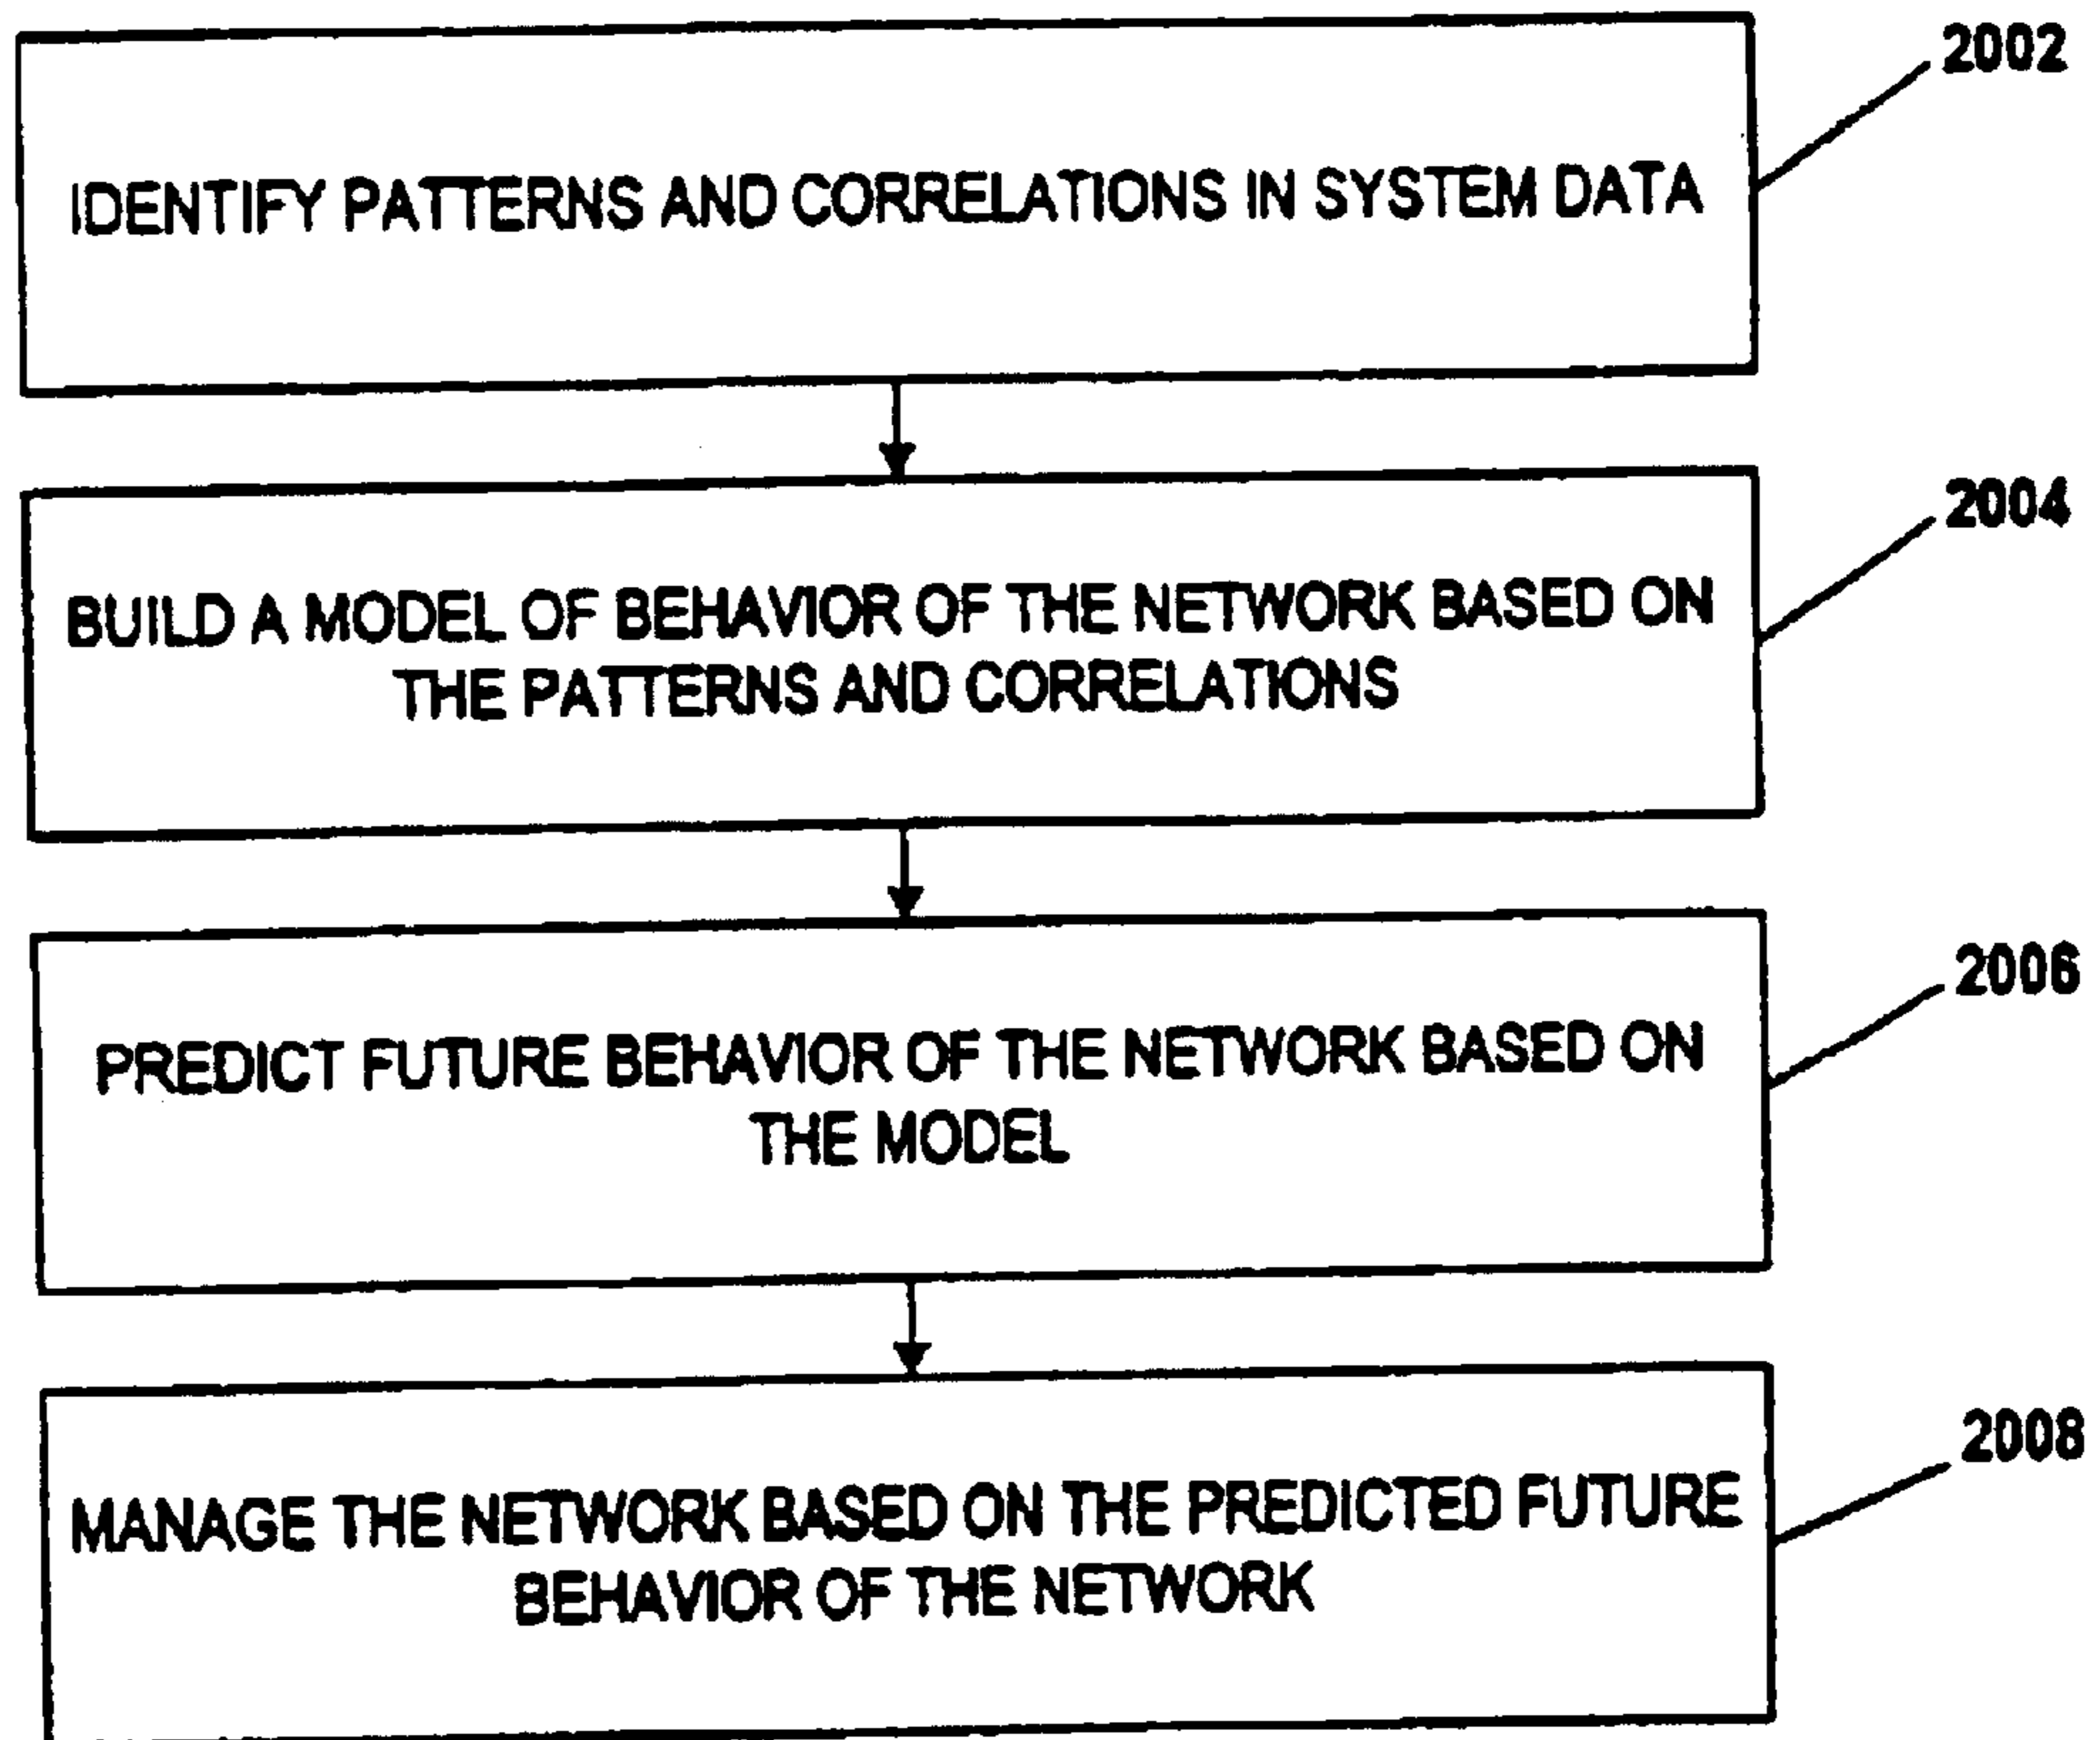 2002
IDENTIFY PATTERNS AND CORRELATIONS IN SYSTEM DATA
2004
BUILD A MODEL OF BEHAVIOR OF THE NETWORK BASED ON
THE PATTERNS AND CORRELATIONS
2006
PREDICT FUTURE BEHAVIOR OF THE NETWORK BASED ON
THE MODEL
2008
MANAGE THE NETWORK BASED ON THE PREDICTED FUTURE
BEHAVIOR OF THE NETWORK